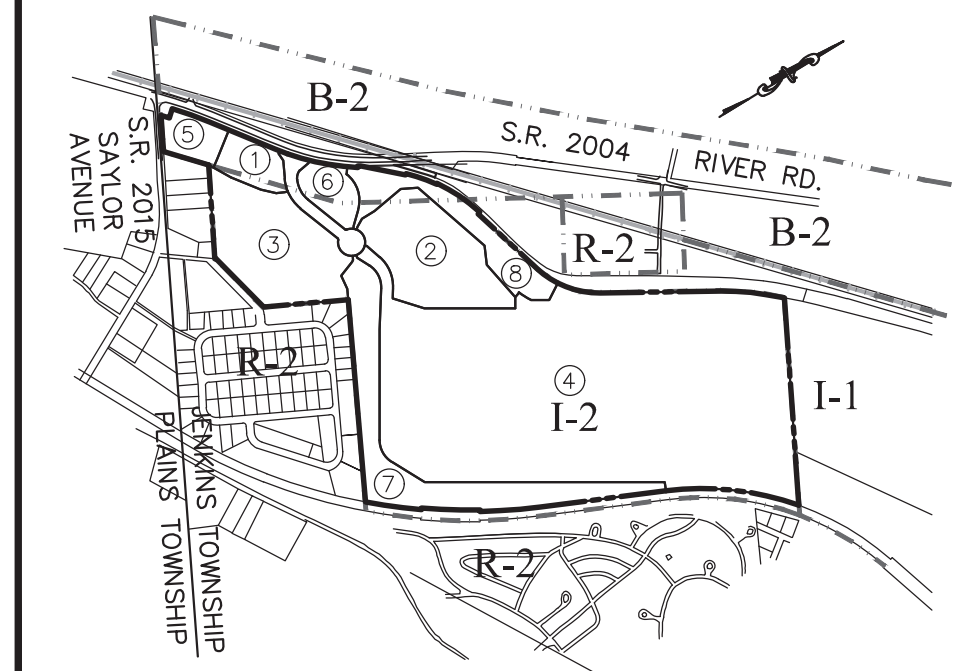 B-2
S.R. 2004
RIVER RD.
S.R. 2015
SAYLOR
AVENUE
5
1
6
3
2
8
R-2
B-2
R-2
4
I-2
I-1
7
JENKINS TOWNSHIP
PLAINS TOWNSHIP
R-2